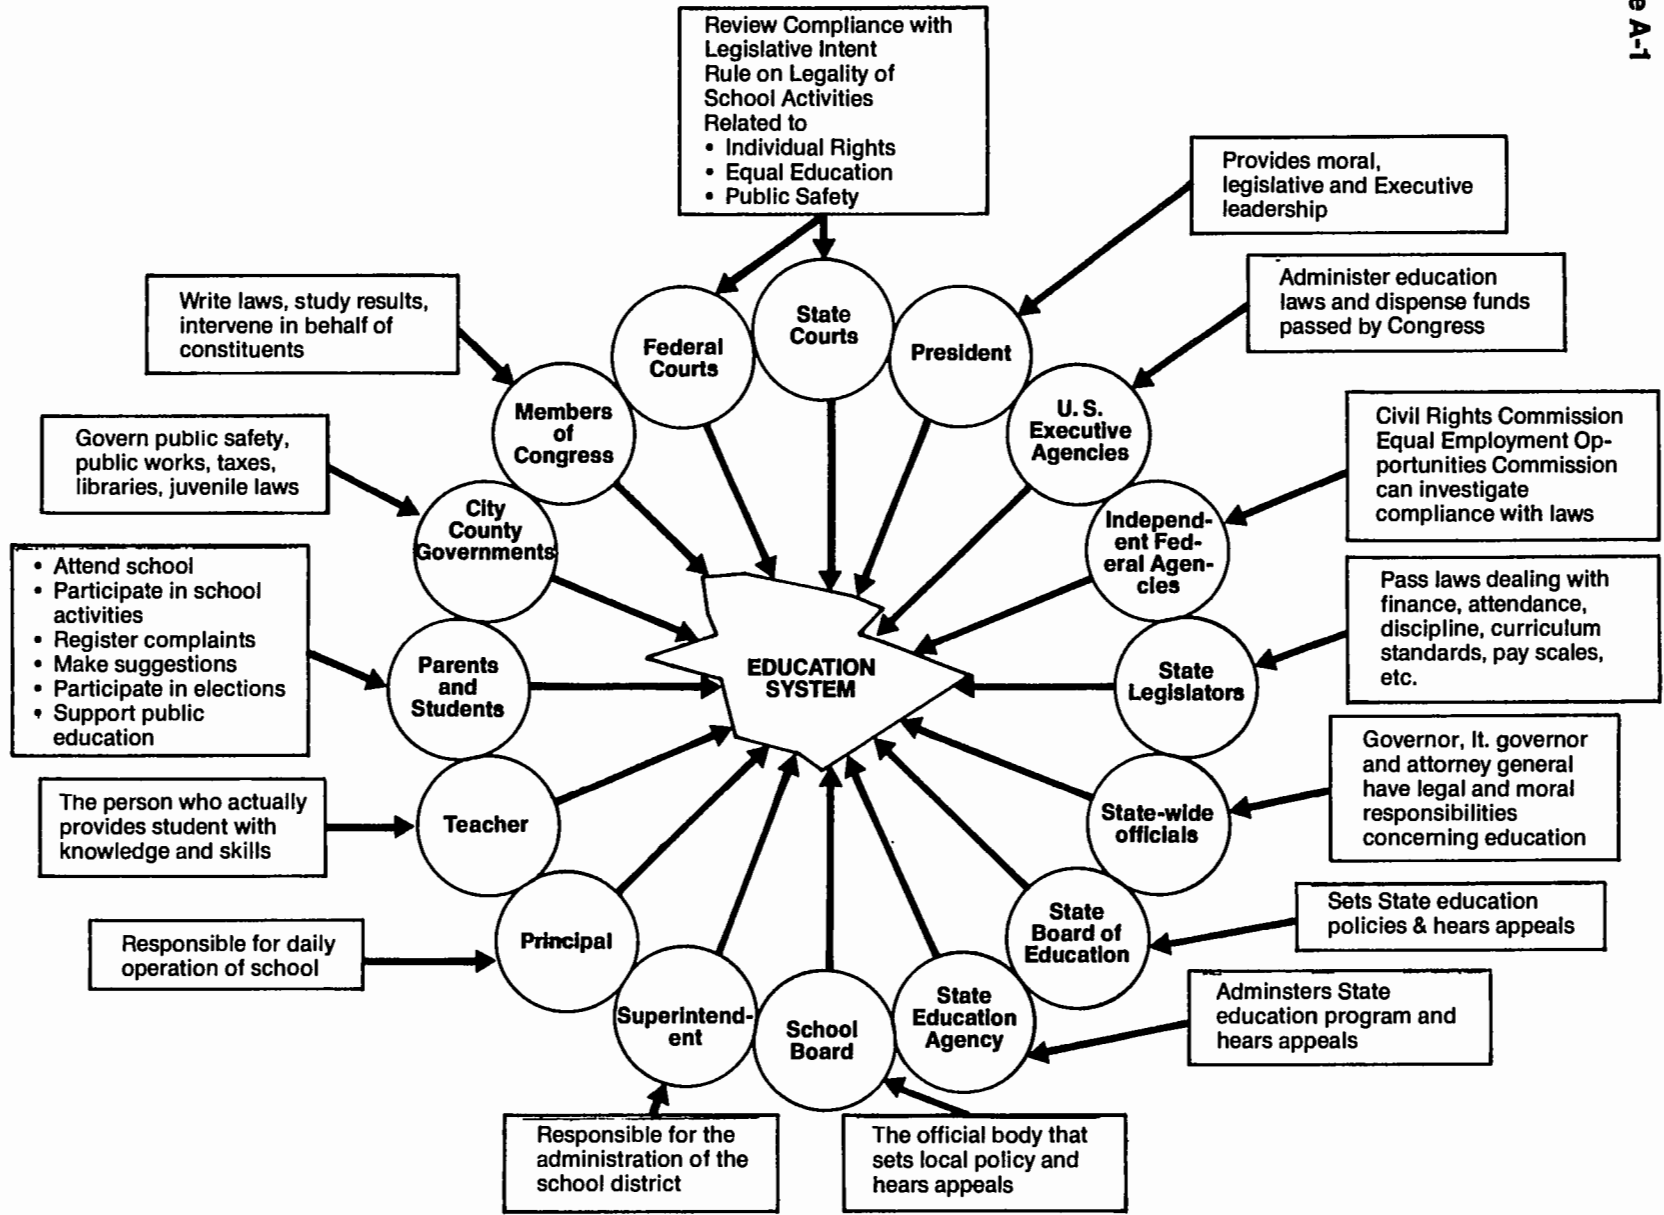 e A-1
Review Compliance with
Legislative Intent
Rule on Legality of
School Activities
Related to
• Individual Rights
• Equal Education
• Public Safety
Provides moral,
legislative and Executive
leadership
Administer education
laws and dispense funds
passed by Congress
Write laws, study results,
intervene in behalf of
constituents
Federal
Courts
State
Courts
President
Members
of
Congress
U. S.
Executive
Agencies
Civil Rights Commission
Equal Employment Op-
portunities Commission
can investigate
compliance with laws
Govern public safety,
public works, taxes,
libraries, juvenile laws
City
County
Governments
Independ-
ent Fed-
eral Agen-
cies
• Attend school
• Participate in school
activities
• Register complaints
• Make suggestions
• Participate in elections
• Support public
education
Parents
and
Students
EDUCATION
SYSTEM
State
Legislators
Pass laws dealing with
finance, attendance,
discipline, curriculum
standards, pay scales,
etc.
The person who actually
provides student with
knowledge and skills
Teacher
State-wide
officials
Governor, lt. governor
and attorney general
have legal and moral
responsibilities
concerning education
Responsible for daily
operation of school
Principal
State
Board of
Education
Sets State education
policies & hears appeals
Superintend-
ent
School
Board
State
Education
Agency
Adminsters State
education program and
hears appeals
Responsible for the
administration of the
school district
The official body that
sets local policy and
hears appeals